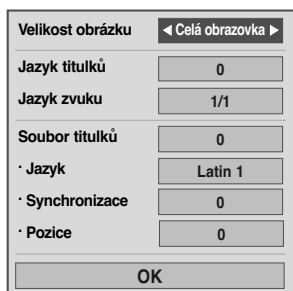 Velikost obrázku ◀ Celá obrazovka ▶
Jazyk titulků 0
Jazyk zvuku 1/1
Soubor titulků 0
· Jazyk Latin 1
· Synchronizace 0
· Pozice 0
OK